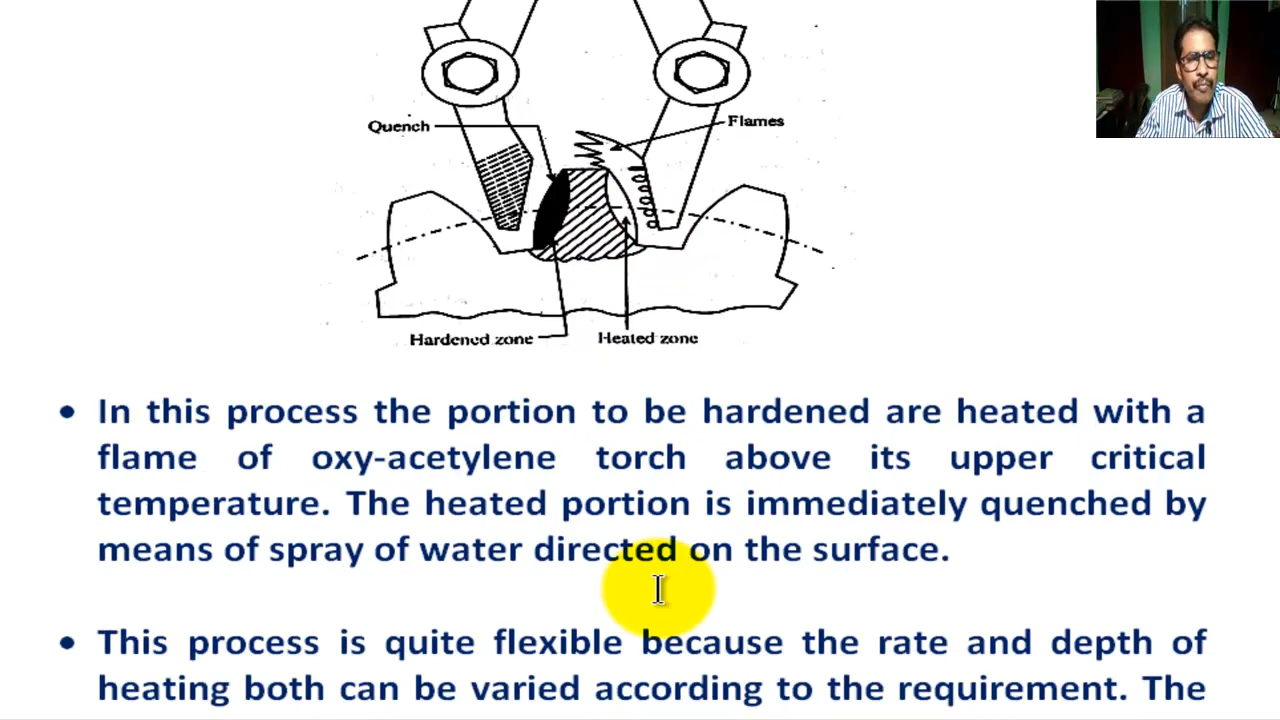 Quench
Flames
Hardened zone
Heated zone
• In this process the portion to be hardened are heated with a
flame of oxy-acetylene torch above its upper critical
temperature. The heated portion is immediately quenched by
means of spray of water directed on the surface.
• This process is quite flexible because the rate and depth of
heating both can be varied according to the requirement. The